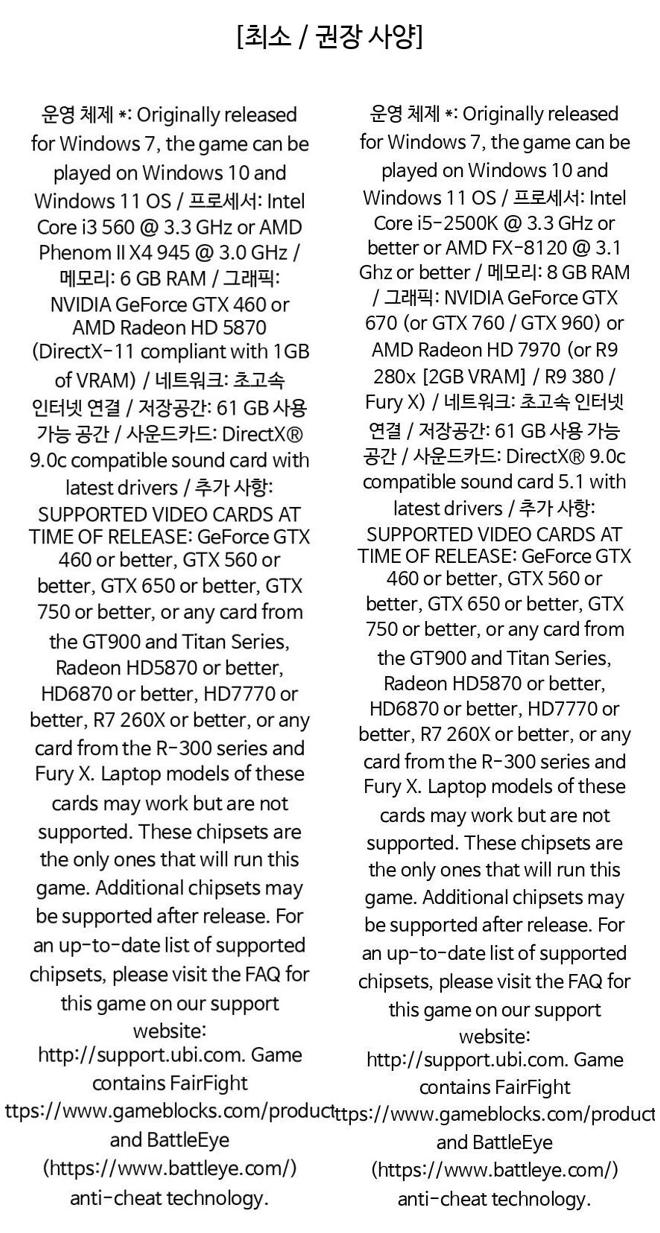 [최소 / 권장 사양]
운영 체제 *: Originally released
for Windows 7, the game can be
played on Windows 10 and
Windows 11 OS / 프로세서: Intel
Core i3 560 @ 3.3 GHz or AMD
Phenom II X4 945 @ 3.0 GHz /
메모리: 6 GB RAM / 그래픽:
NVIDIA GeForce GTX 460 or
AMD Radeon HD 5870
(DirectX-11 compliant with 1GB
of VRAM) / 네트워크: 초고속
인터넷 연결 / 저장공간: 61 GB 사용
가능 공간 / 사운드카드: DirectX®
9.0c compatible sound card with
latest drivers / 추가 사항:
SUPPORTED VIDEO CARDS AT
TIME OF RELEASE: GeForce GTX
460 or better, GTX 560 or
better, GTX 650 or better, GTX
750 or better, or any card from
the GT900 and Titan Series,
Radeon HD5870 or better,
HD6870 or better, HD7770 or
better, R7 260X or better, or any
card from the R-300 series and
Fury X. Laptop models of these
cards may work but are not
supported. These chipsets are
the only ones that will run this
game. Additional chipsets may
be supported after release. For
an up-to-date list of supported
chipsets, please visit the FAQ for
this game on our support
website:
http://support.ubi.com. Game
contains FairFight
ttps://www.gameblocks.com/product
and BattleEye
(https://www.battleye.com/)
anti-cheat technology.
운영 체제 *: Originally released
for Windows 7, the game can be
played on Windows 10 and
Windows 11 OS / 프로세서: Intel
Core i5-2500K @ 3.3 GHz or
better or AMD FX-8120 @ 3.1
Ghz or better / 메모리: 8 GB RAM
/ 그래픽: NVIDIA GeForce GTX
670 (or GTX 760 / GTX 960) or
AMD Radeon HD 7970 (or R9
280x [2GB VRAM] / R9 380 /
Fury X) / 네트워크: 초고속 인터넷
연결 / 저장공간: 61 GB 사용 가능
공간 / 사운드카드: DirectX® 9.0c
compatible sound card 5.1 with
latest drivers / 추가 사항:
SUPPORTED VIDEO CARDS AT
TIME OF RELEASE: GeForce GTX
460 or better, GTX 560 or
better, GTX 650 or better, GTX
750 or better, or any card from
the GT900 and Titan Series,
Radeon HD5870 or better,
HD6870 or better, HD7770 or
better, R7 260X or better, or any
card from the R-300 series and
Fury X. Laptop models of these
cards may work but are not
supported. These chipsets are
the only ones that will run this
game. Additional chipsets may
be supported after release. For
an up-to-date list of supported
chipsets, please visit the FAQ for
this game on our support
website:
http://support.ubi.com. Game
contains FairFight
ttps://www.gameblocks.com/product
and BattleEye
(https://www.battleye.com/)
anti-cheat technology.